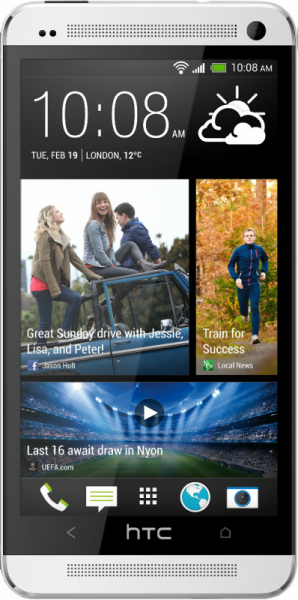 10:08 AM
10:08 AM
TUE, FEB 19 | LONDON, 12°C
Great Sunday drive with Jessie,
Lisa, and Peter!
f Jason Holt
Train for
Success
Local News
Last 16 await draw in Nyon
UEFA.com
hTC